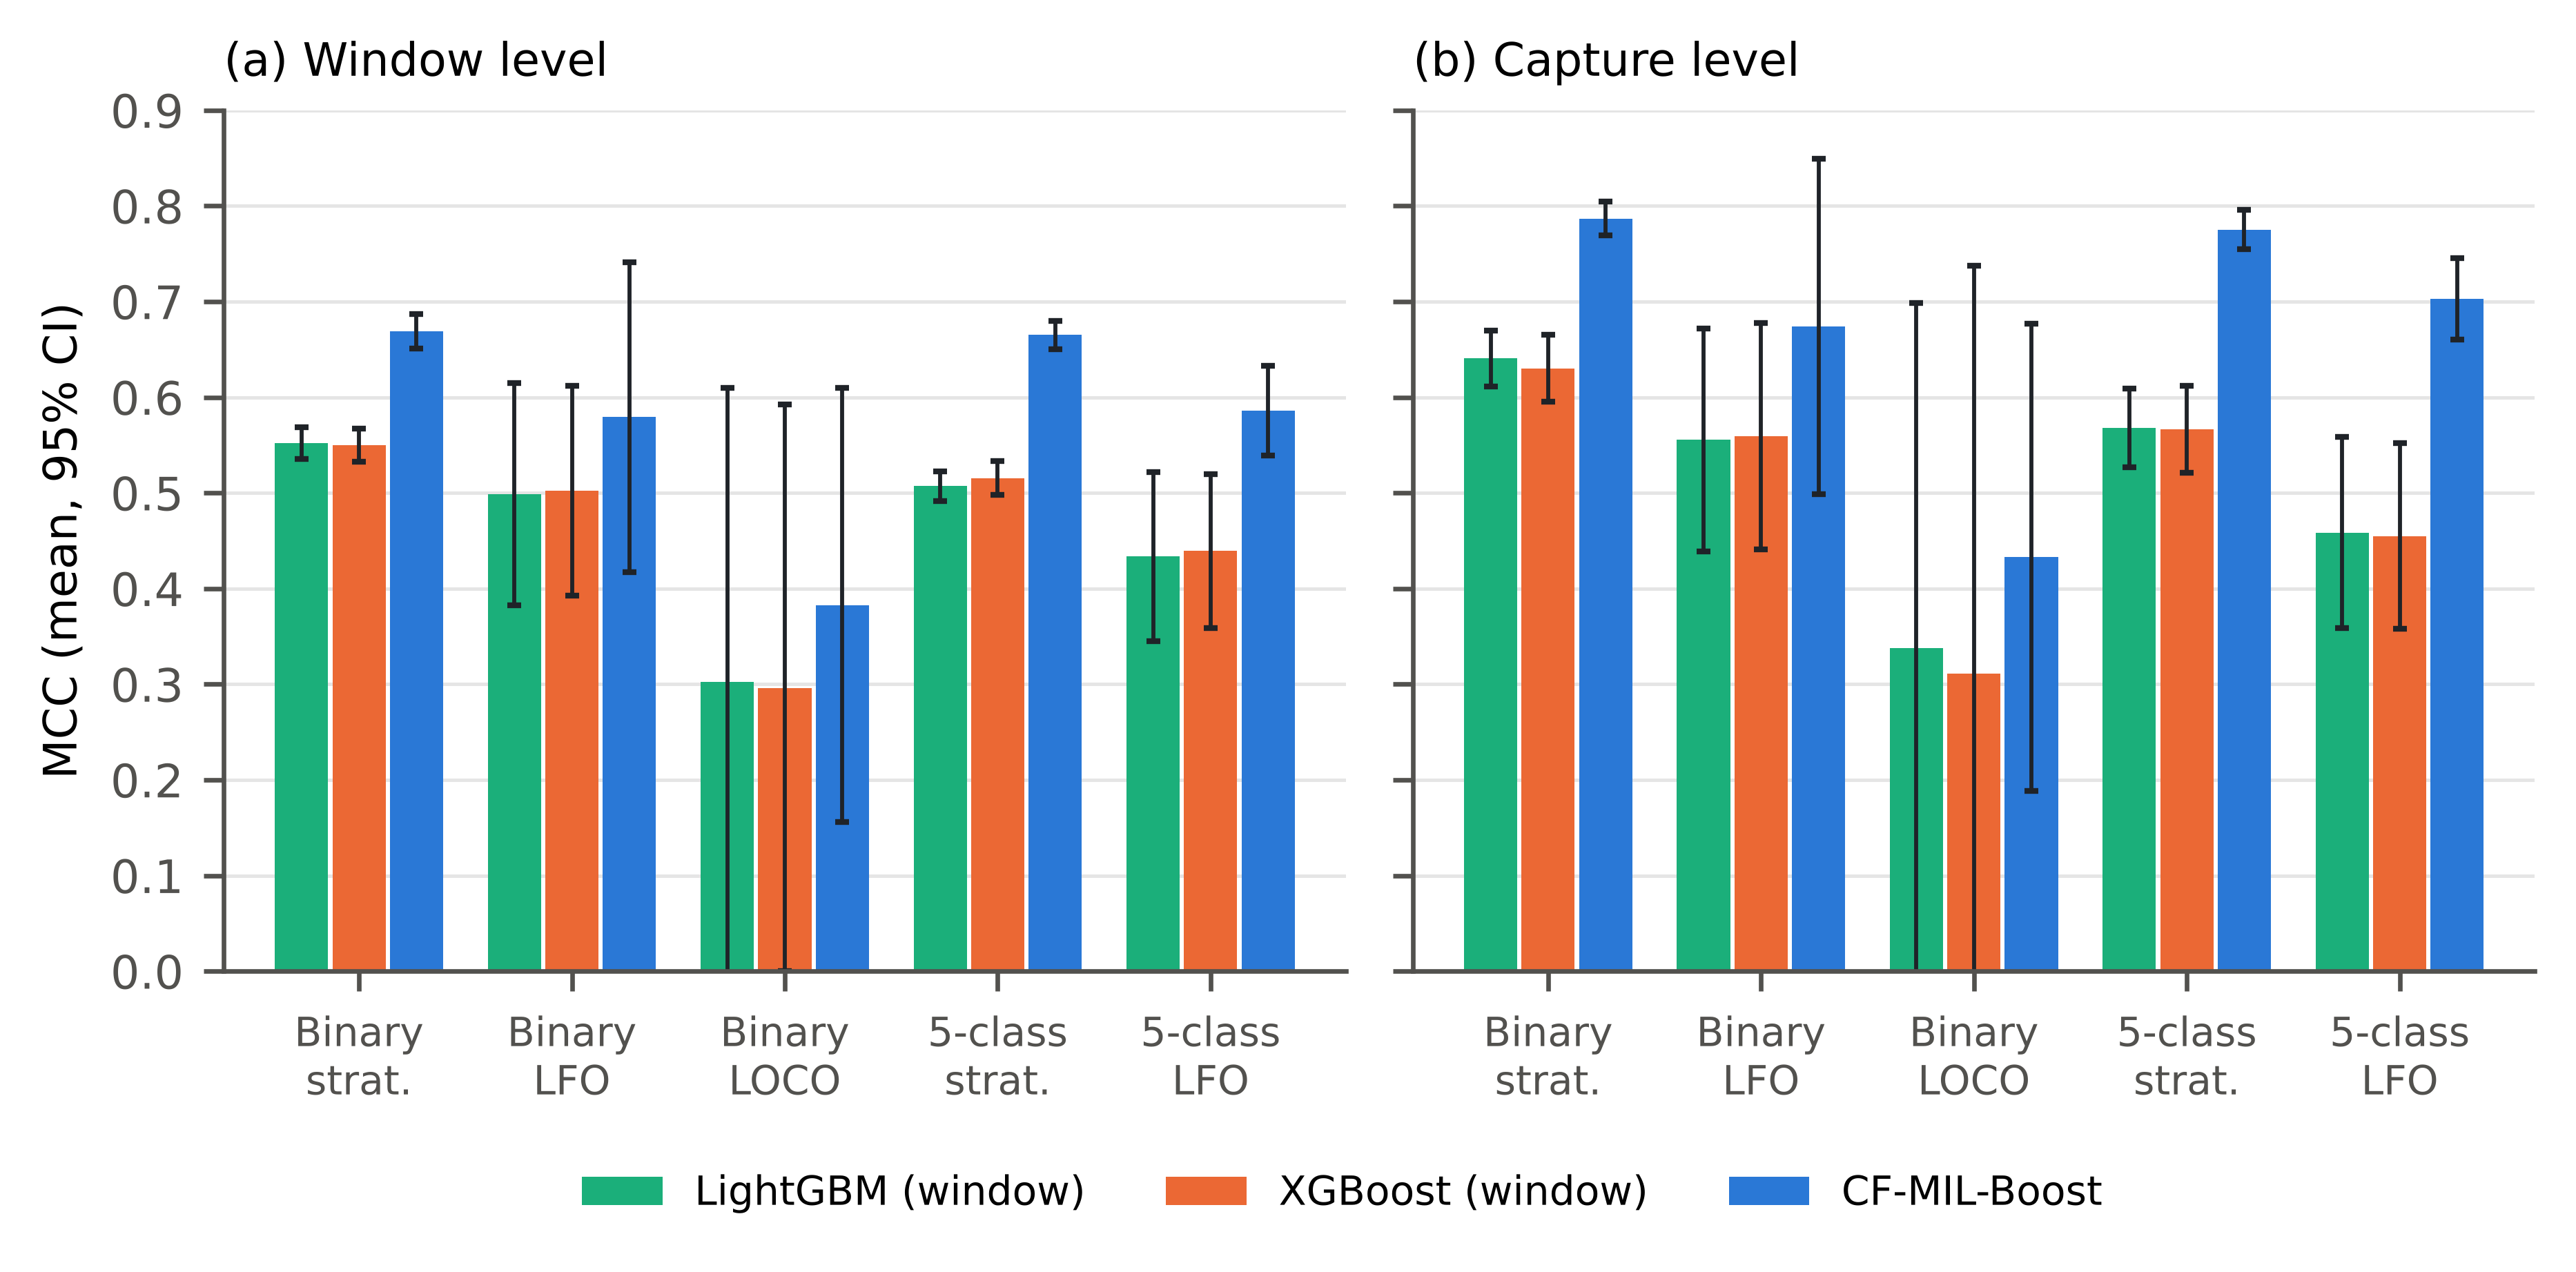 (a) Window level
(b) Capture level
MCC (mean, 95% CI)
0.9
0.8
0.7
0.6
0.5
0.4
0.3
0.2
0.1
0.0
Binary
strat.
Binary
LFO
Binary
LOCO
5-class
strat.
5-class
LFO
Binary
strat.
Binary
LFO
Binary
LOCO
5-class
strat.
5-class
LFO
LightGBM (window)
XGBoost (window)
CF-MIL-Boost